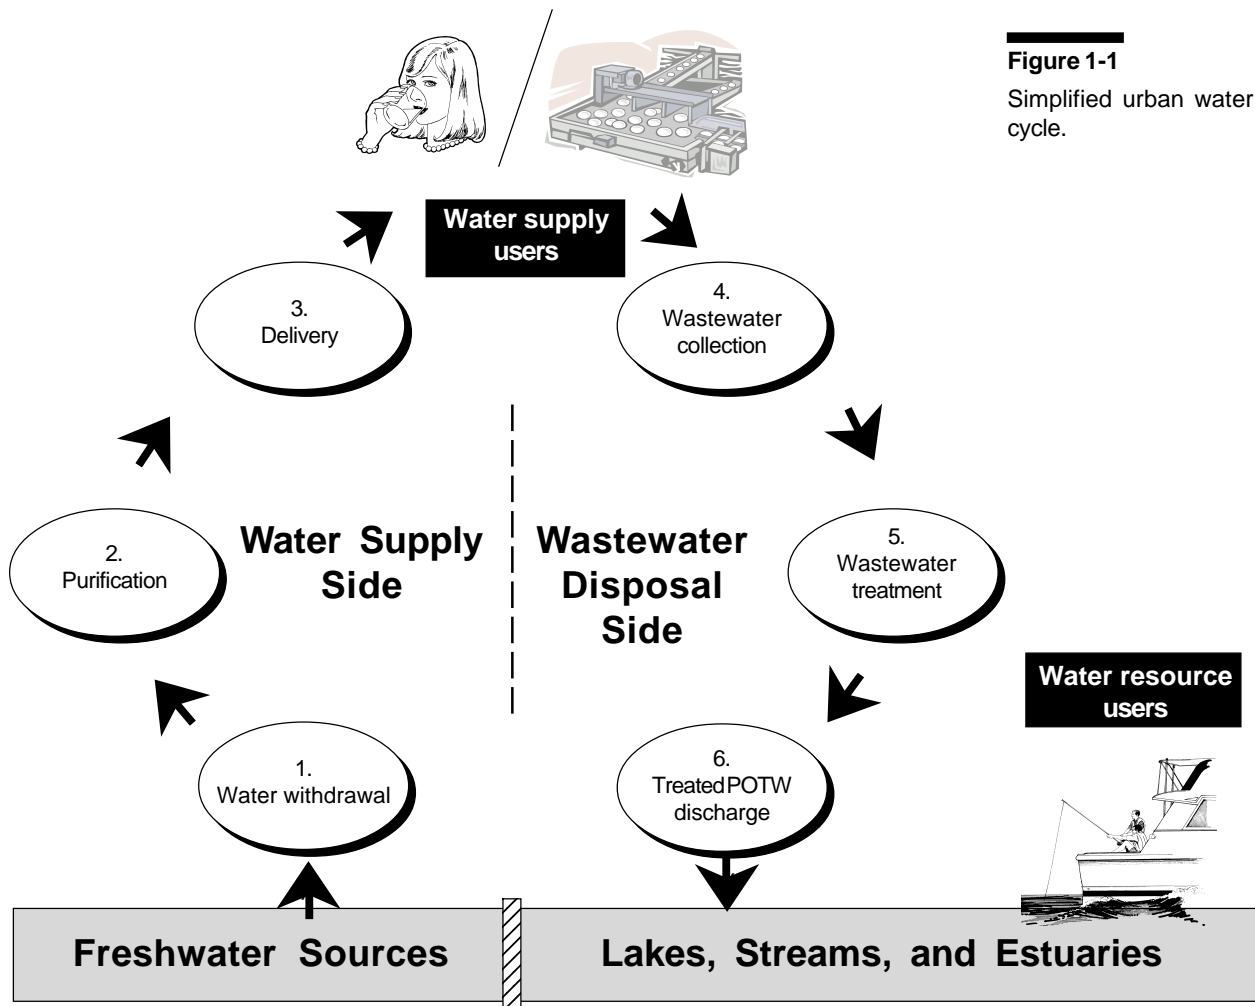 Figure 1-1
Simplified urban water
cycle.
Water supply
users
3.
Delivery
4.
Wastewater
collection
2.
Purification
Water Supply
Side
Wastewater
Disposal
Side
5.
Wastewater
treatment
Water resource
users
1.
Water withdrawal
6.
Treated POTW
discharge
Freshwater Sources
Lakes, Streams, and Estuaries